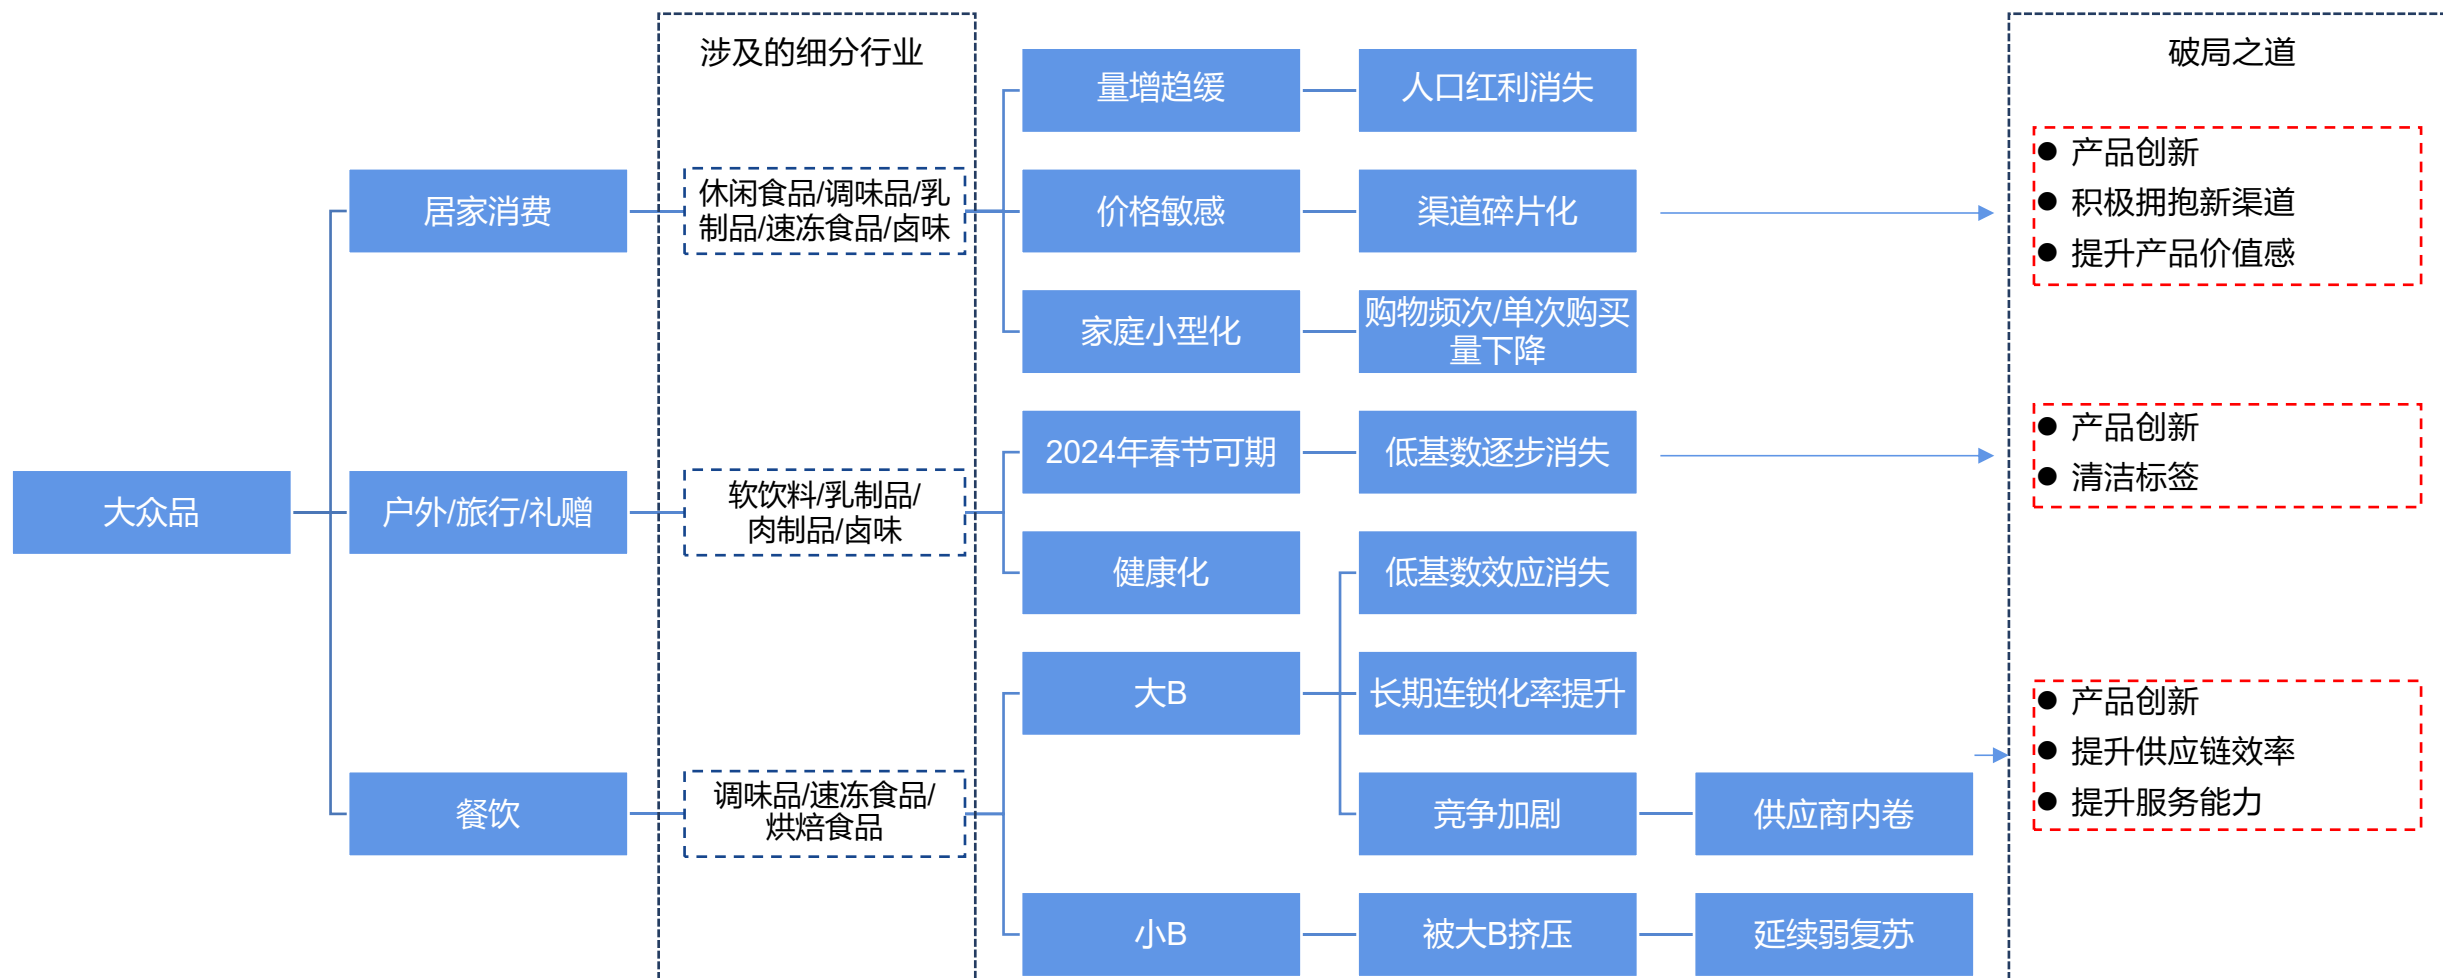 涉及的细分行业
破局之道
大众品
居家消费
休闲食品/调味品/乳
制品/速冻食品/卤味
量增趋缓
人口红利消失
价格敏感
渠道碎片化
家庭小型化
购物频次/单次购买
量下降
产品创新
积极拥抱新渠道
提升产品价值感
户外/旅行/礼赠
软饮料/乳制品/
肉制品/卤味
2024年春节可期
低基数逐步消失
健康化
产品创新
清洁标签
餐饮
调味品/速冻食品/
烘焙食品
大B
低基数效应消失
长期连锁化率提升
竞争加剧
供应商内卷
小B
被大B挤压
延续弱复苏
产品创新
提升供应链效率
提升服务能力